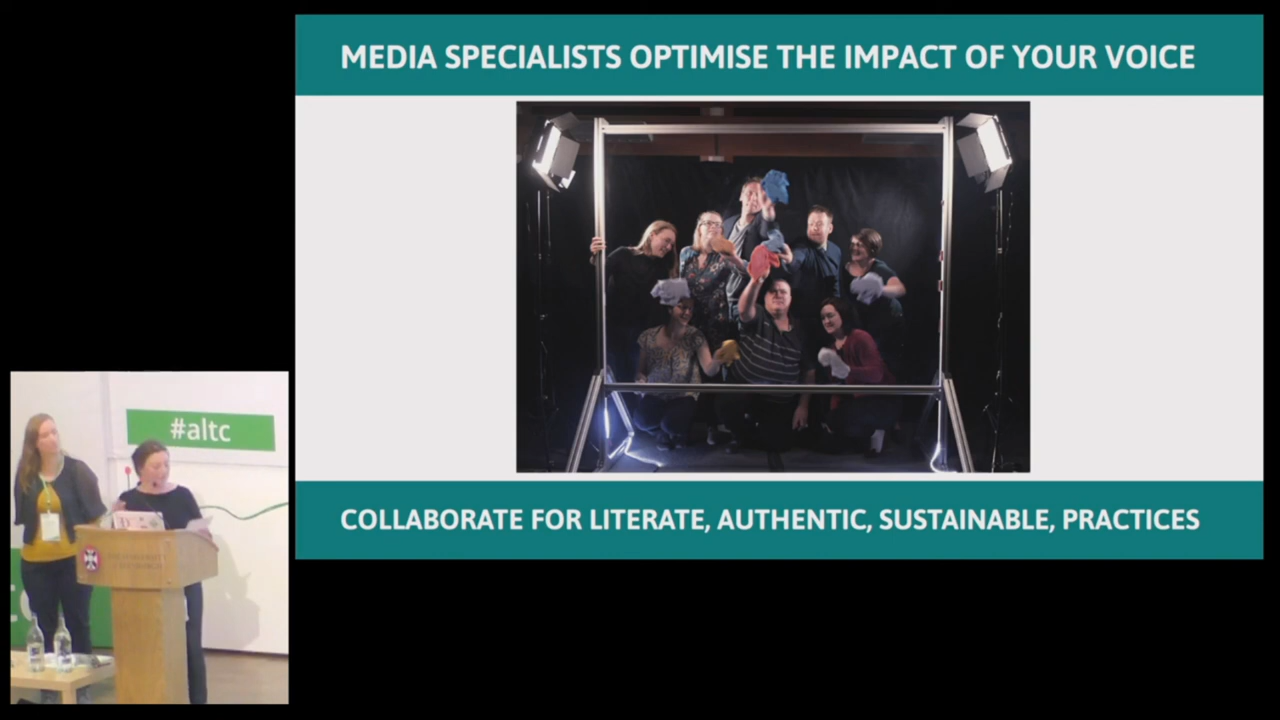 MEDIA SPECIALISTS OPTIMISE THE IMPACT OF YOUR VOICE
#altc
COLLABORATE FOR LITERATE, AUTHENTIC, SUSTAINABLE, PRACTICES